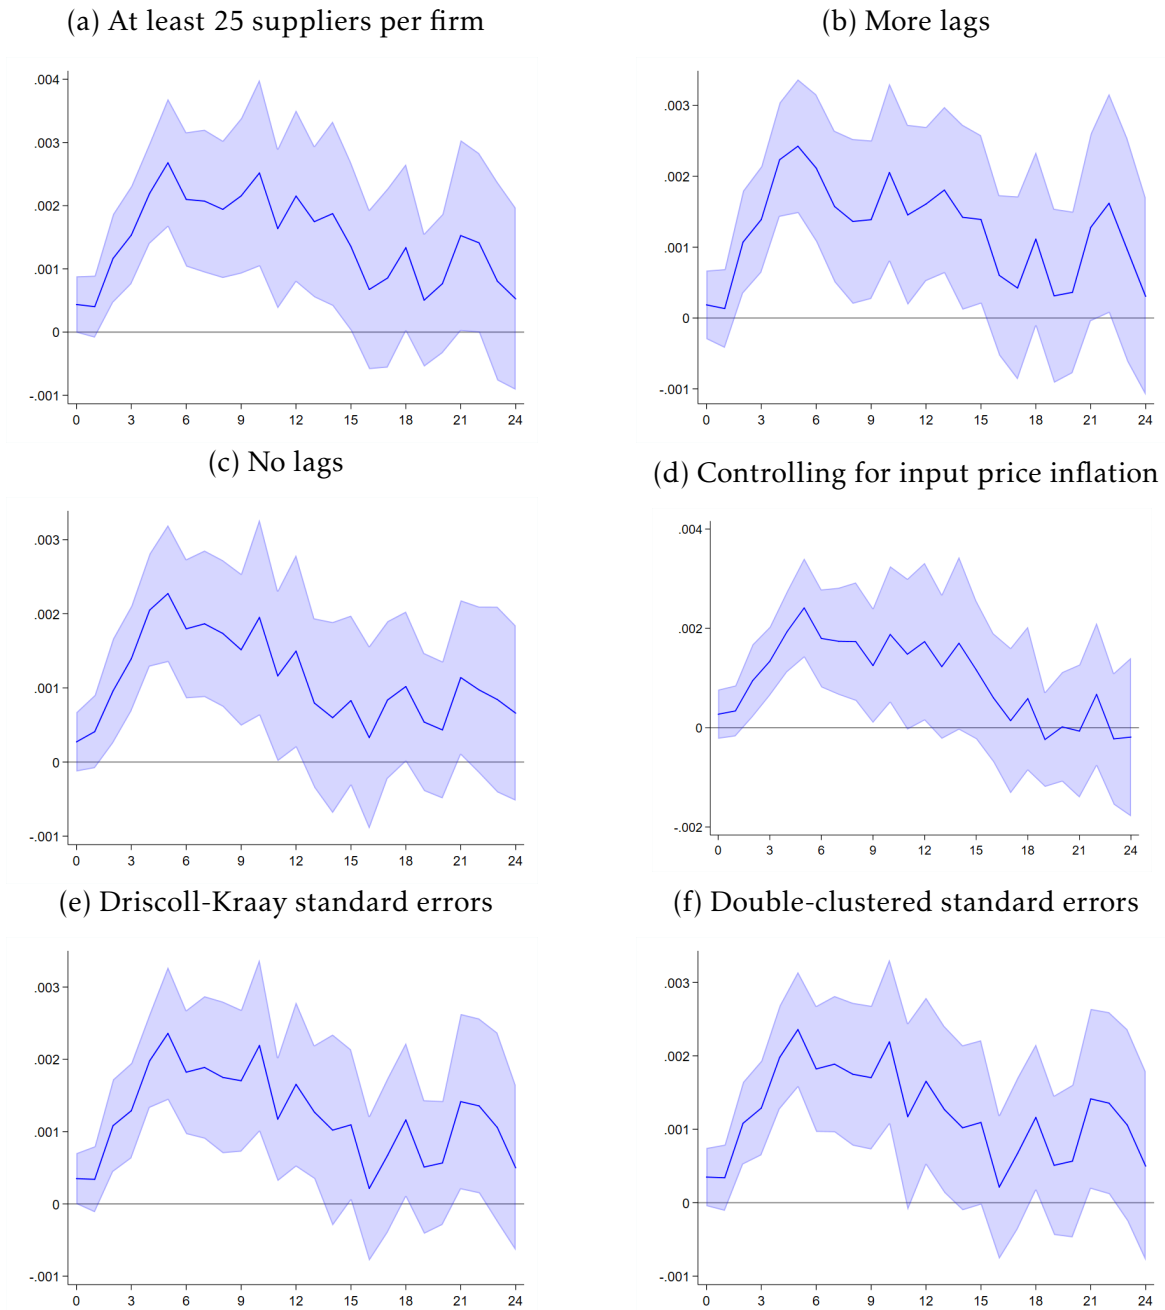 (a) At least 25 suppliers per firm
.004
.003
.002
.001
0
-.001
0 3 6 9 12 15 18 21 24
(b) More lags
.003
.002
.001
0
-.001
0 3 6 9 12 15 18 21 24
(c) No lags
.003
.002
.001
0
-.001
0 3 6 9 12 15 18 21 24
(d) Controlling for input price inflation
.004
.002
0
-.002
0 3 6 9 12 15 18 21 24
(e) Driscoll-Kraay standard errors
.003
.002
.001
0
-.001
0 3 6 9 12 15 18 21 24
(f) Double-clustered standard errors
.003
.002
.001
0
-.001
0 3 6 9 12 15 18 21 24